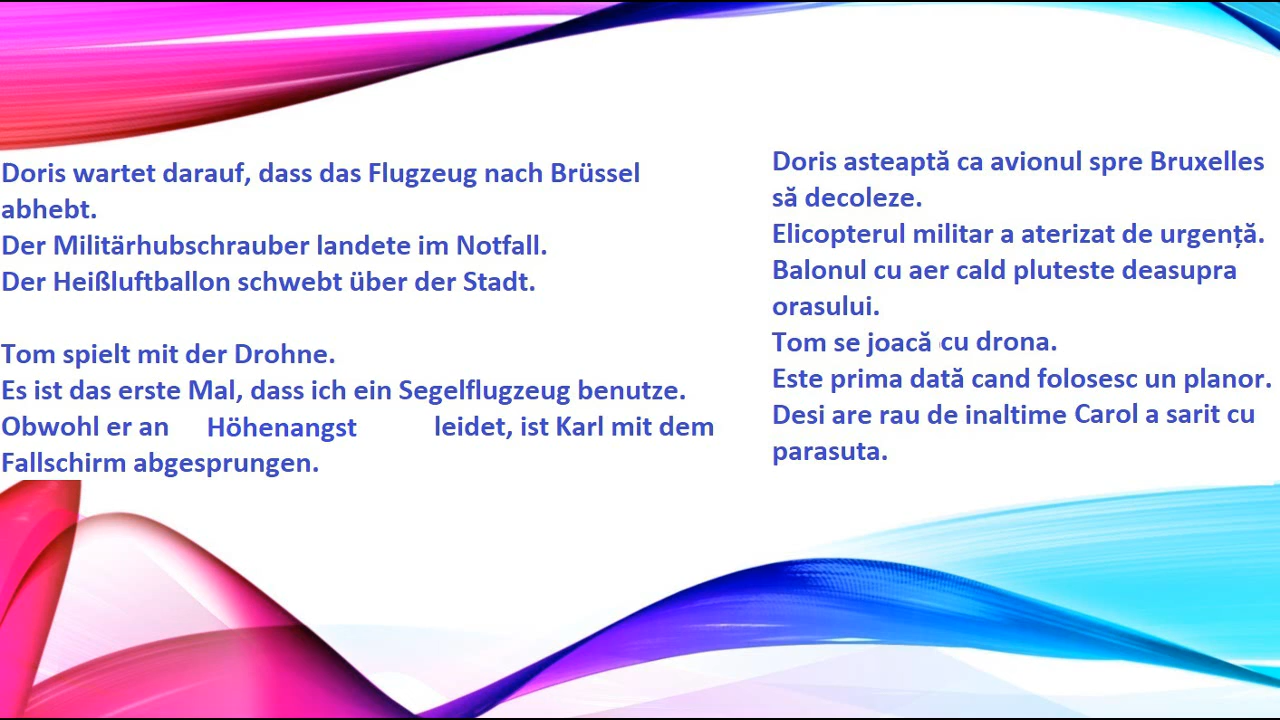 Doris wartet darauf, dass das Flugzeug nach Brüssel
abhebt.
Der Militärhubschrauber landete im Notfall.
Der Heißluftballon schwebt über der Stadt.
Tom spielt mit der Drohne.
Es ist das erste Mal, dass ich ein Segelflugzeug benutze.
Obwohl er an Höhenangst leidet, ist Karl mit dem
Fallschirm abgesprungen.
Doris asteaptă ca avionul spre Bruxelles
să decoleze.
Elicopterul militar a aterizat de urgență.
Balonul cu aer cald pluteste deasupra
orasului.
Tom se joacă cu drona.
Este prima dată cand folosesc un planor.
Desi are rau de inaltime Carol a sarit cu
parasuta.